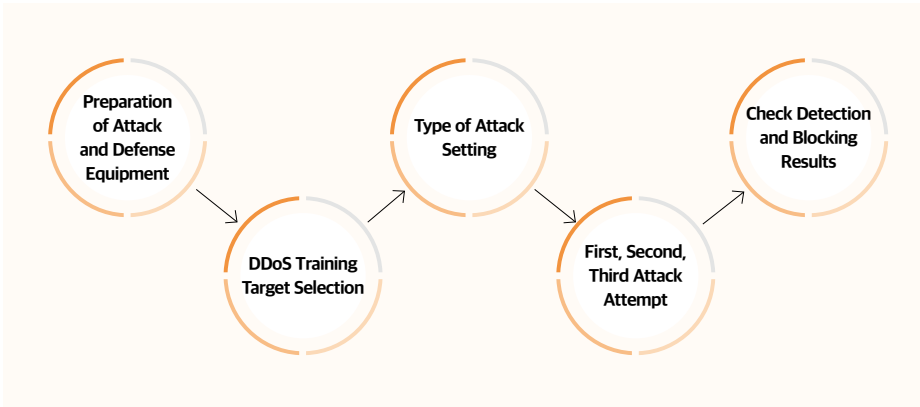 Preparation
of Attack
and Defense
Equipment
DDoS Training
Target Selection
Type of Attack
Setting
First, Second,
Third Attack
Attempt
Check Detection
and Blocking
Results